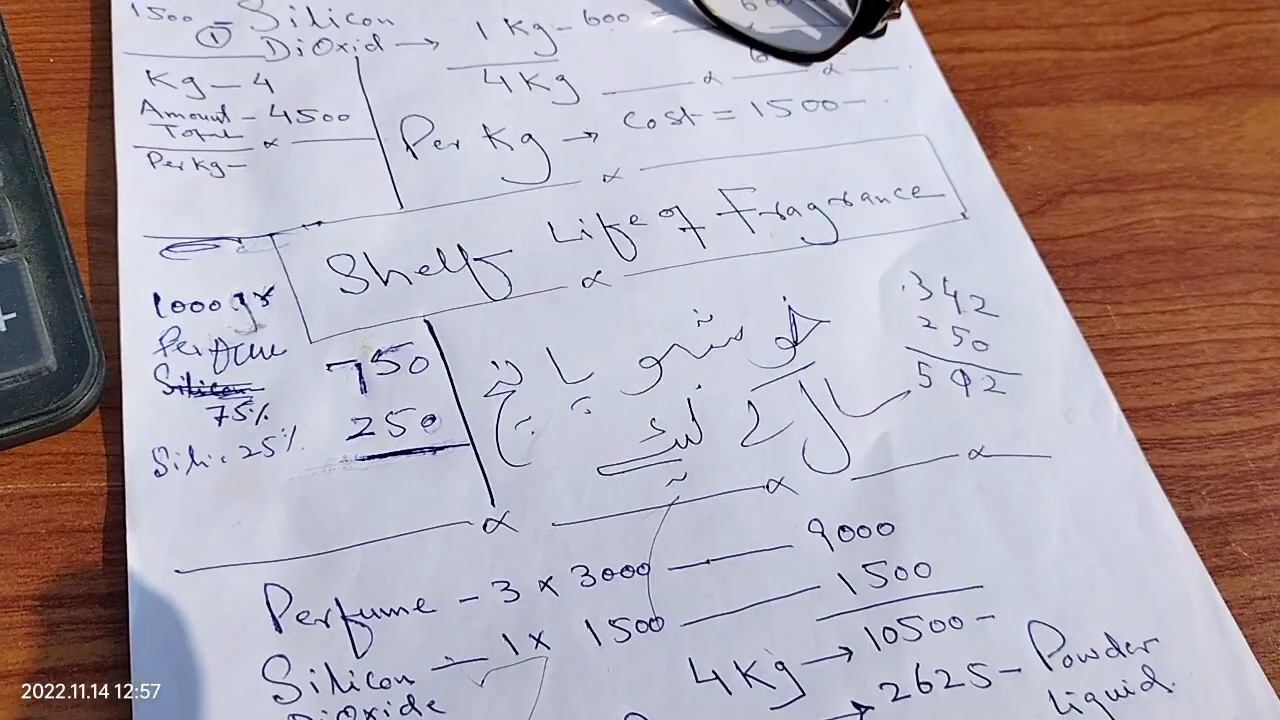 1500 - Silicon
① DiOxid → 1 Kg - 600
4 Kg
Kg - 4
Amount - 4500
Total
Per Kg -
Per Kg → Cost = 1500 -
Shelf Life of Fragrance
1000 gr
Perfume
75%
Sili. 25%
750
250
خوشبو پانچ
سال کے لیئے
342
250
592
Perfume - 3 x 3000 — 9000
Silicon - 1 x 1500 — 1500
DiOxide
4 Kg → 10500 -
→ 2625 - Powder
liquid.
2022.11.14 12:57